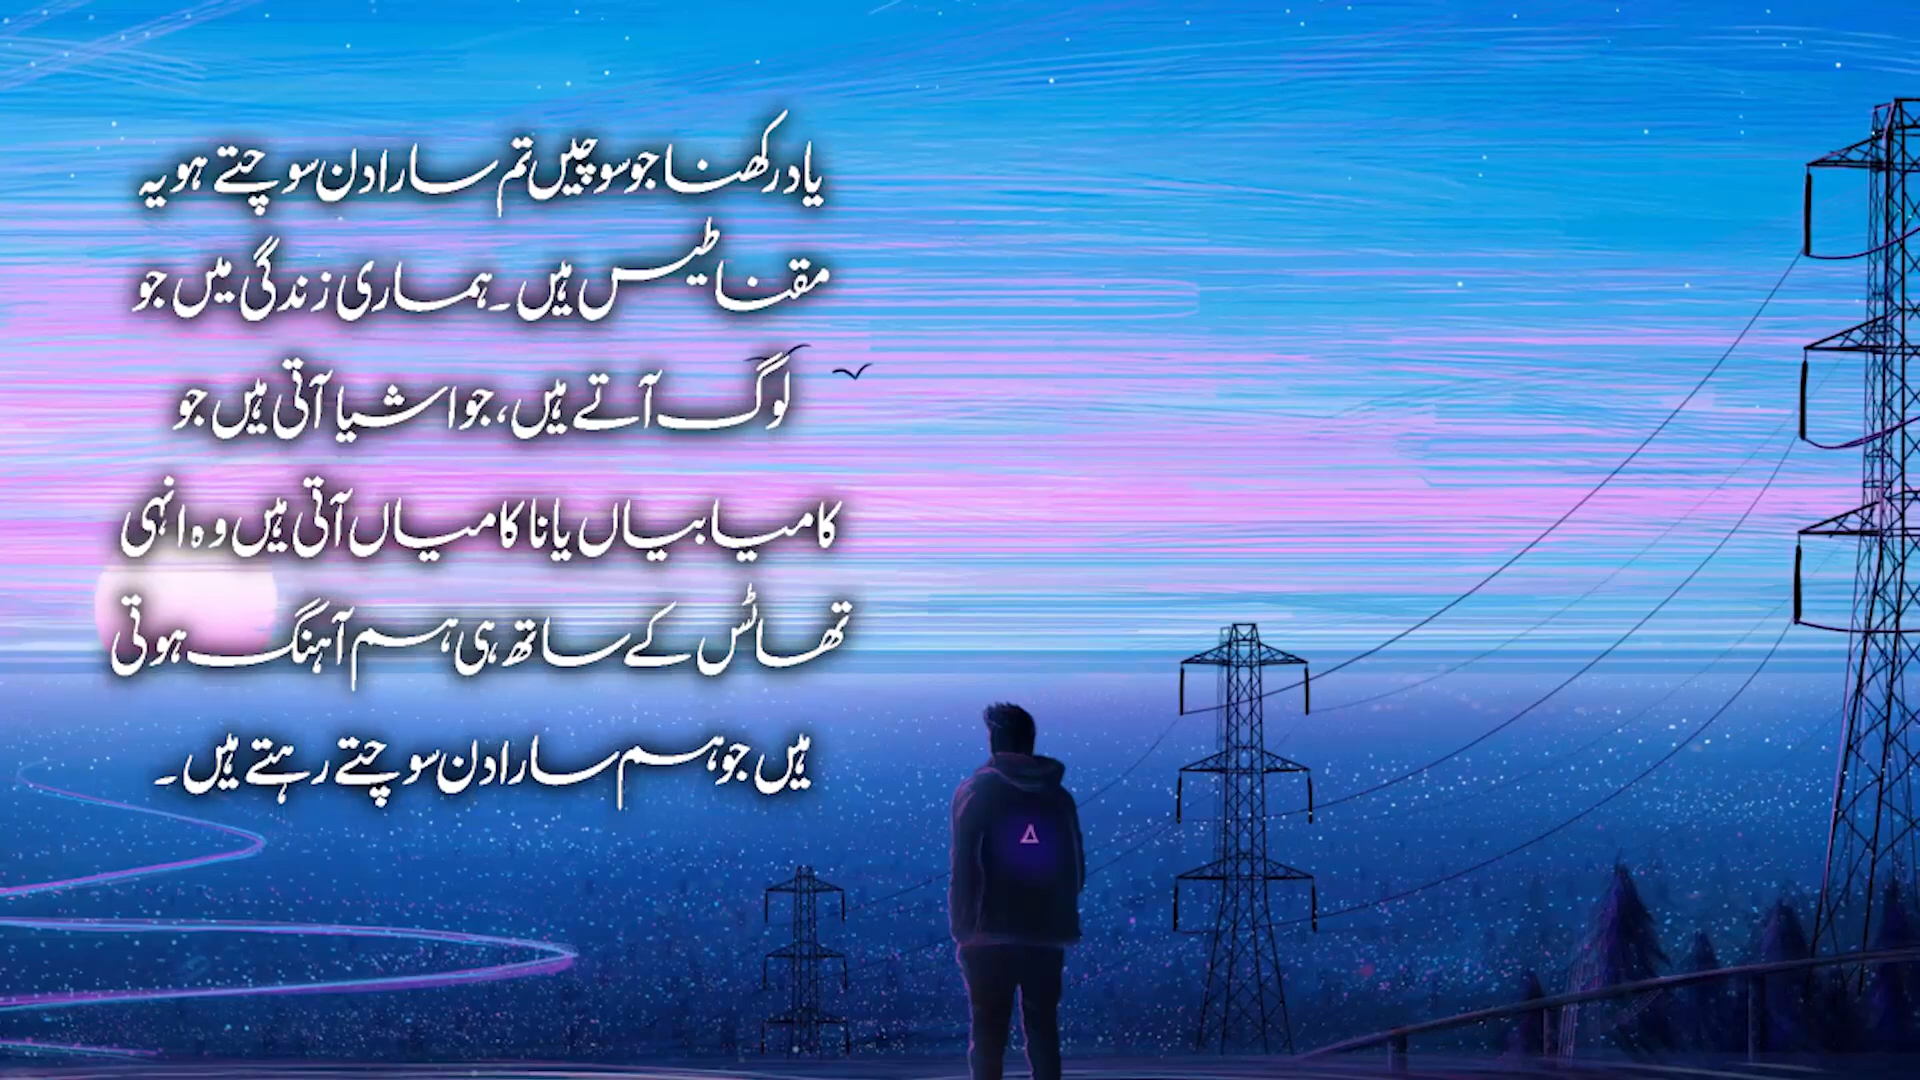 یاد رکھنا جو سوچیں تم سارا دن سوچتے ہو یہ
مقناطیس ہیں۔ ہماری زندگی میں جو
لوگ آتے ہیں، جو اشیا آتی ہیں جو
کامیابیاں یا ناکامیاں آتی ہیں وہ انہی
تھاٹس کے ساتھ ہی ہم آہنگ ہوتی
ہیں جو ہم سارا دن سوچتے رہتے ہیں۔